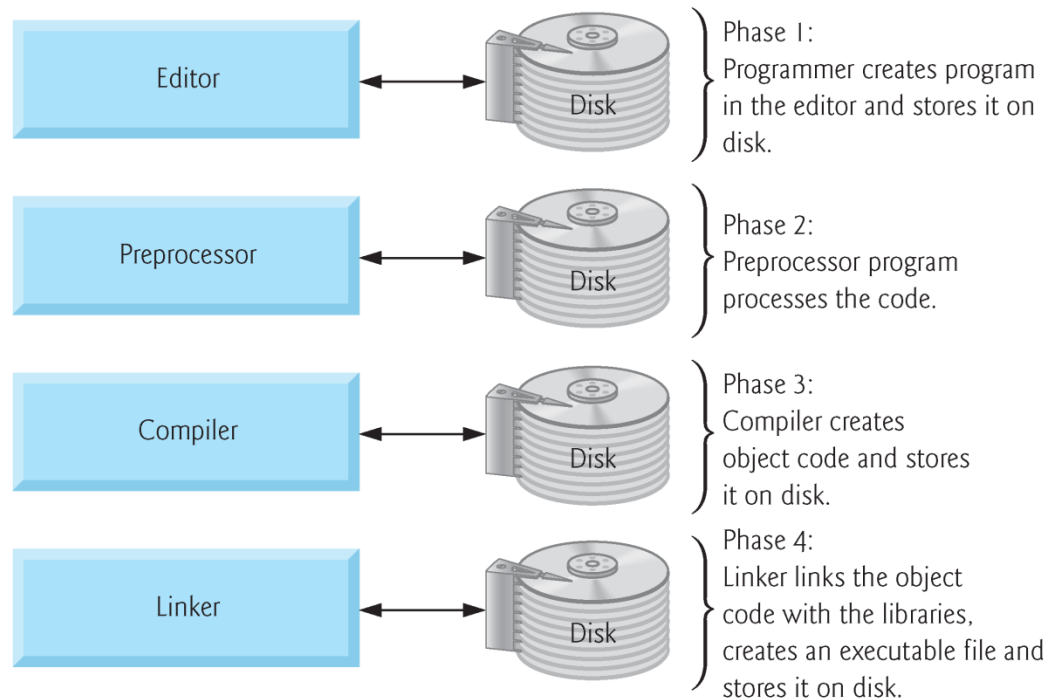 Editor
Disk
Phase 1:
Programmer creates program
in the editor and stores it on
disk.
Preprocessor
Disk
Phase 2:
Preprocessor program
processes the code.
Compiler
Disk
Phase 3:
Compiler creates
object code and stores
it on disk.
Linker
Disk
Phase 4:
Linker links the object
code with the libraries,
creates an executable file and
stores it on disk.